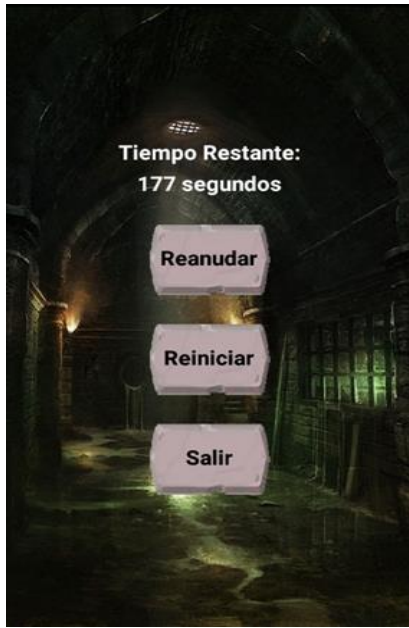 Tiempo Restante:
177 segundos
Reanudar
Reiniciar
Salir